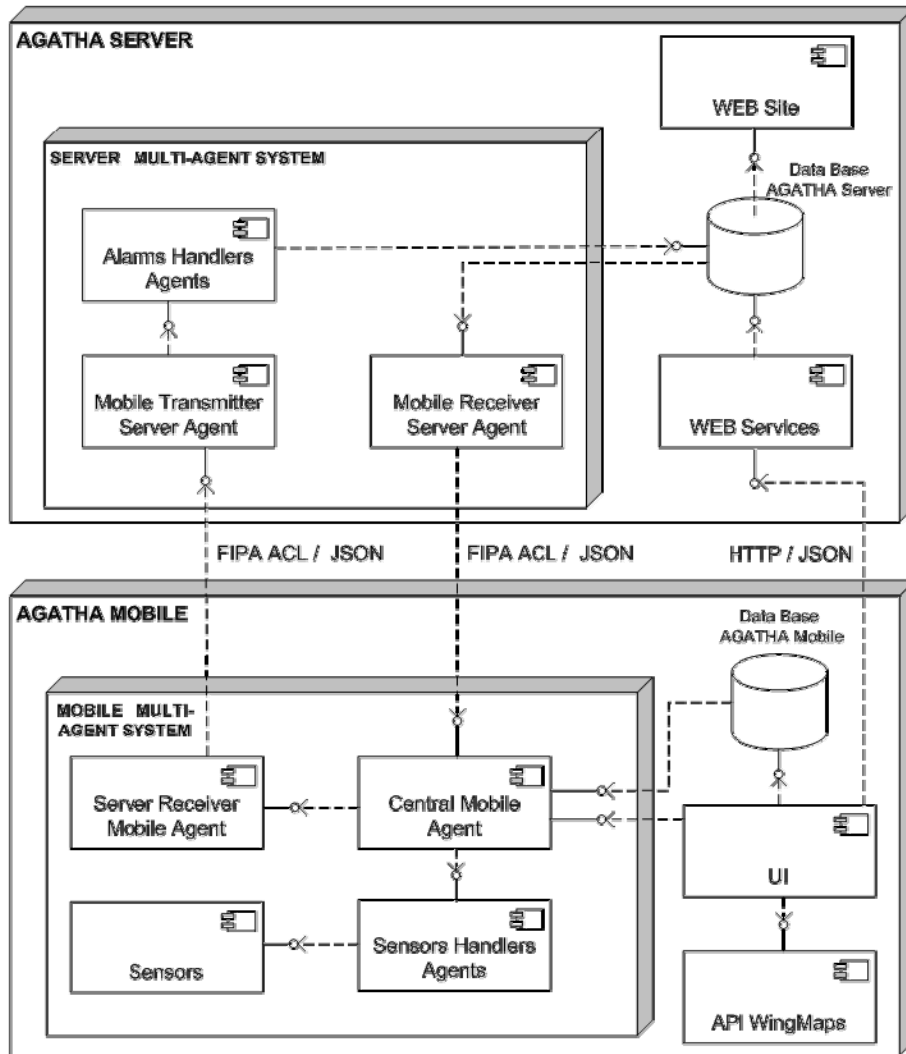 AGATHA SERVER
WEB Site
SERVER MULTI-AGENT SYSTEM
Data Base
AGATHA Server
Alarms Handlers
Agents
Mobile Transmitter
Server Agent
Mobile Receiver
Server Agent
WEB Services
FIPA ACL / JSON
FIPA ACL / JSON
HTTP / JSON
AGATHA MOBILE
Data Base
AGATHA Mobile
MOBILE MULTI-
AGENT SYSTEM
Server Receiver
Mobile Agent
Central Mobile
Agent
UI
Sensors
Sensors Handlers
Agents
API WingMaps